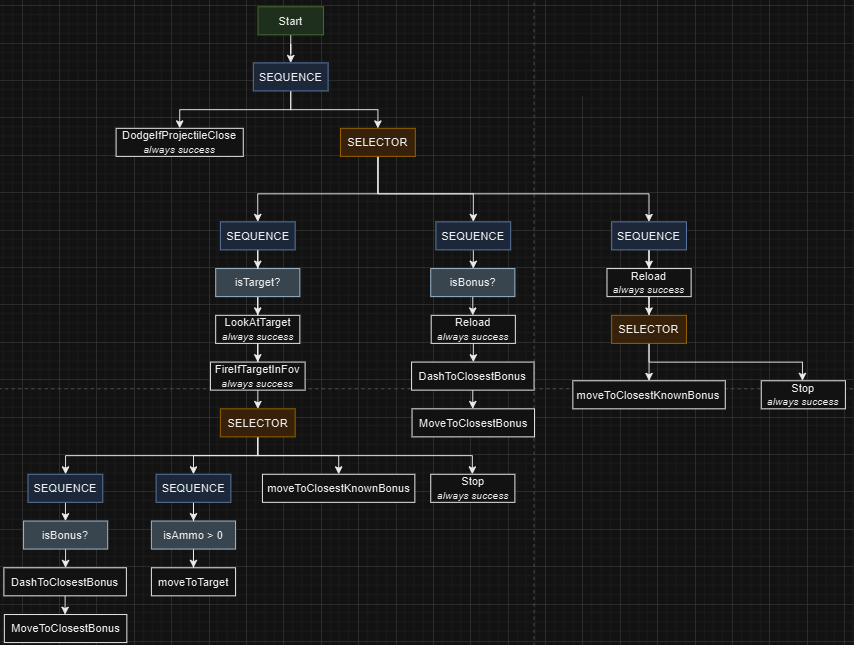 Start
SEQUENCE
DodgeIfProjectileClose
always success
SELECTOR
SEQUENCE
SEQUENCE
SEQUENCE
isTarget?
isBonus?
Reload
always success
LookAtTarget
always success
Reload
always success
SELECTOR
FireIfTargetInFov
always success
DashToClosestBonus
moveToClosestKnownBonus
Stop
always success
SELECTOR
MoveToClosestBonus
SEQUENCE
SEQUENCE
moveToClosestKnownBonus
Stop
always success
isBonus?
isAmmo > 0
DashToClosestBonus
moveToTarget
MoveToClosestBonus